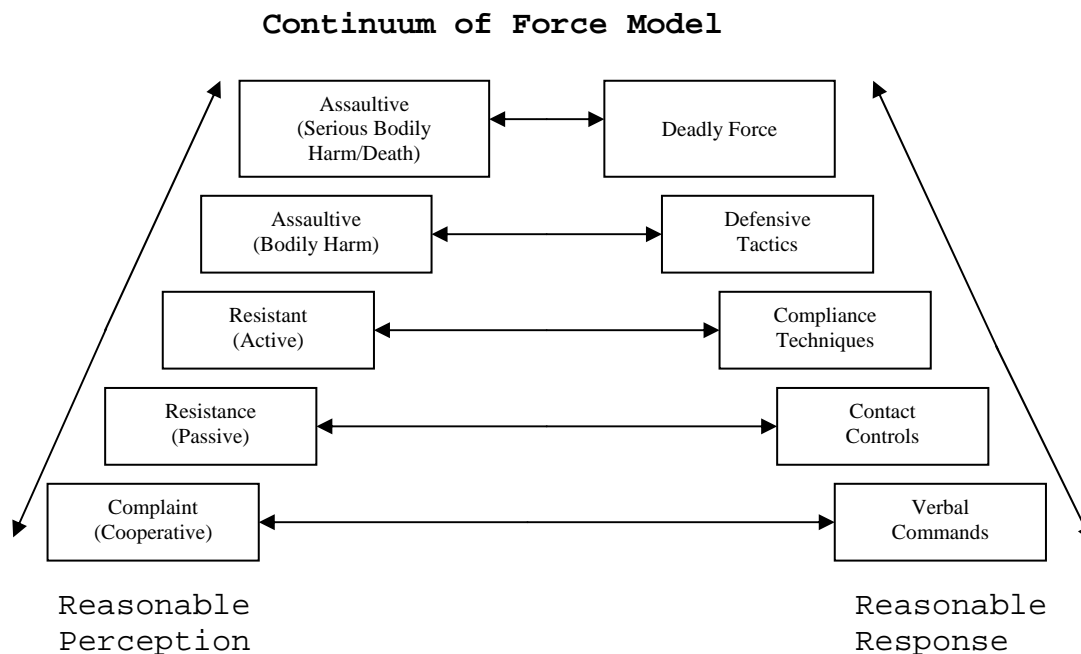 Continuum of Force Model
Assaultive
(Serious Bodily
Harm/Death)
Deadly Force
Assaultive
(Bodily Harm)
Defensive
Tactics
Resistant
(Active)
Compliance
Techniques
Resistance
(Passive)
Contact
Controls
Complaint
(Cooperative)
Verbal
Commands
Reasonable
Perception
Reasonable
Response